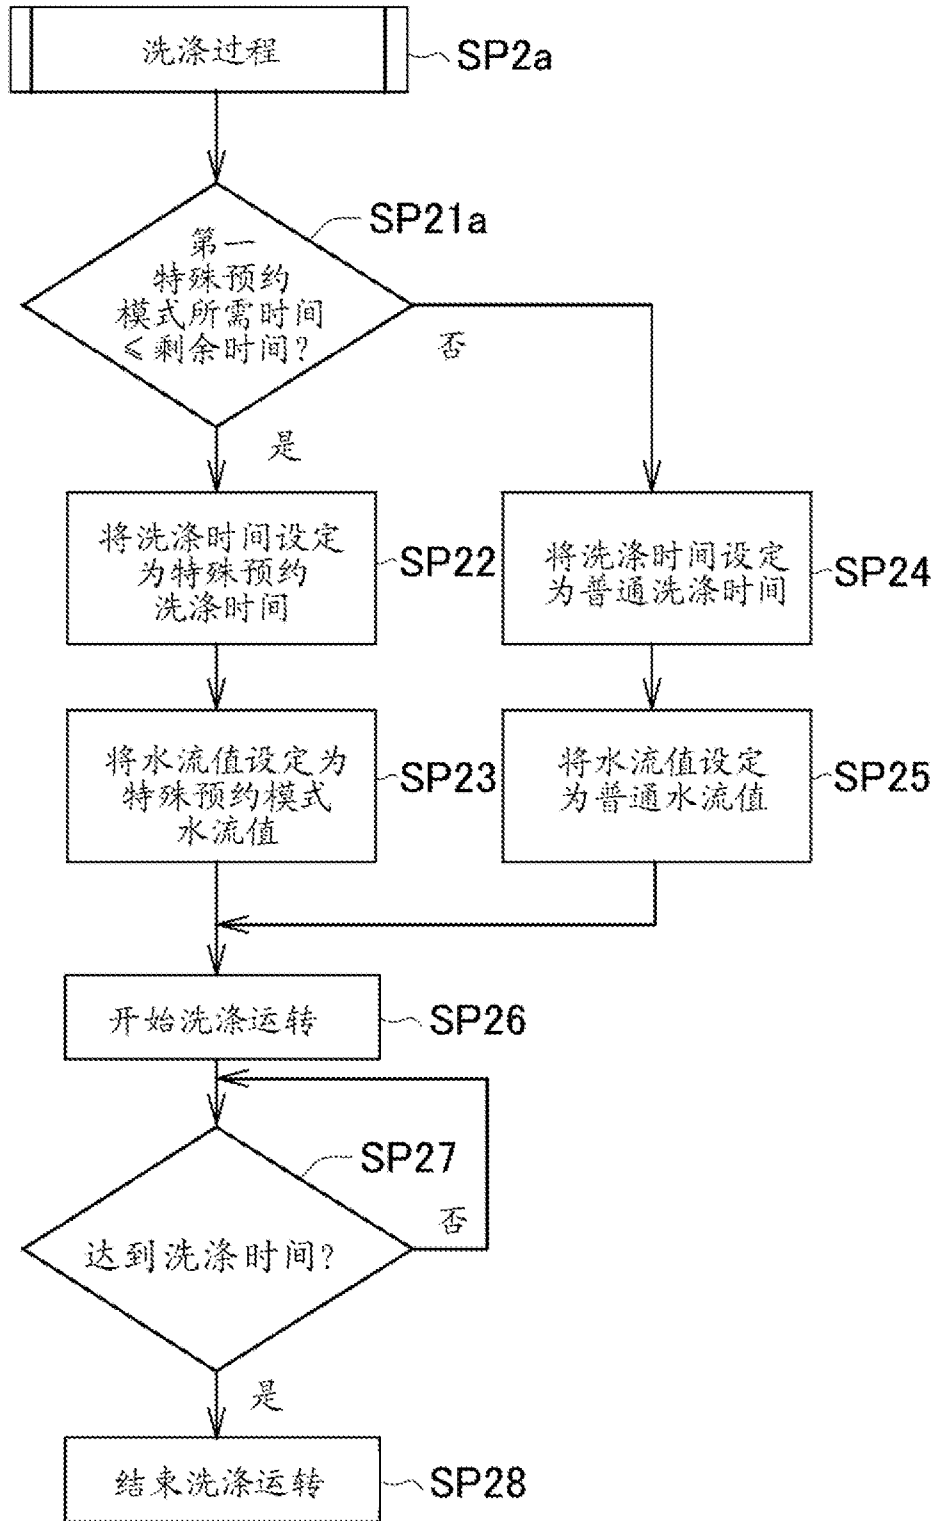 洗涤过程
SP2a
SP21a
第一
特殊预约
模式所需时间
≤剩余时间?
否
是
将洗涤时间设定
为特殊预约
洗涤时间
SP22
将洗涤时间设定
为普通洗涤时间
SP24
将水流值设定为
特殊预约模式
水流值
SP23
将水流值设定
为普通水流值
SP25
开始洗涤运转
SP26
SP27
达到洗涤时间?
否
是
结束洗涤运转
SP28